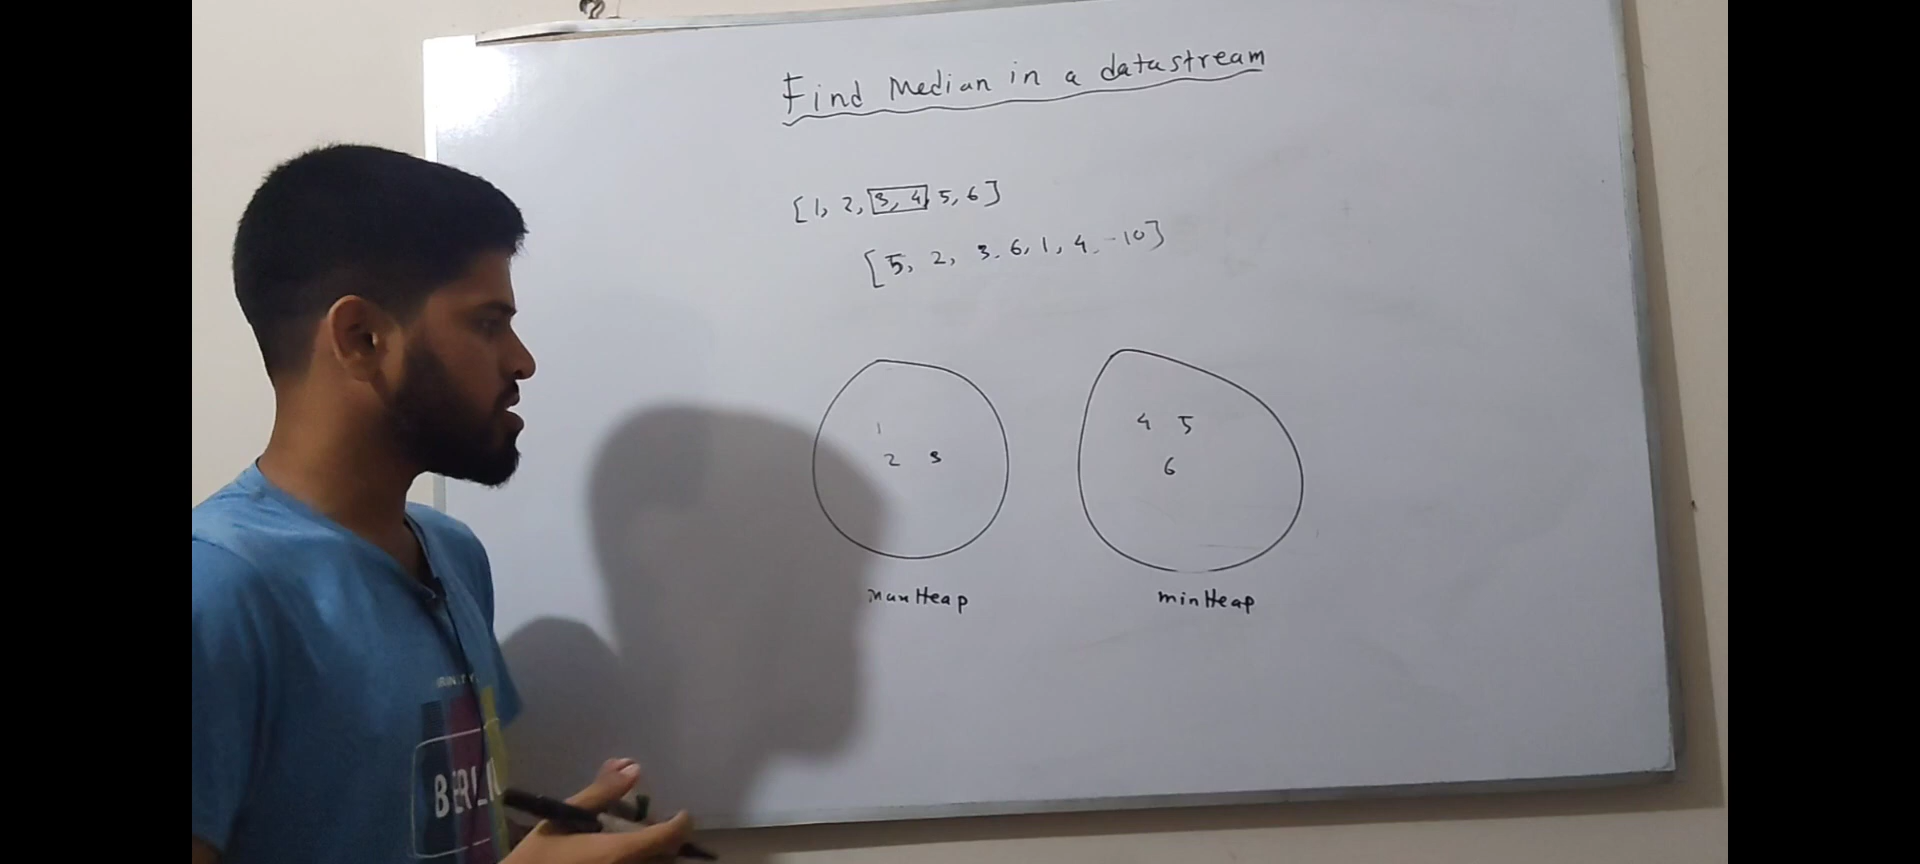 Find Median in a datastream
[1, 2, 3, 4, 5, 6]
[5, 2, 3, 6, 1, 4, -10]
1
2 3
4 5
6
maxHeap
minHeap